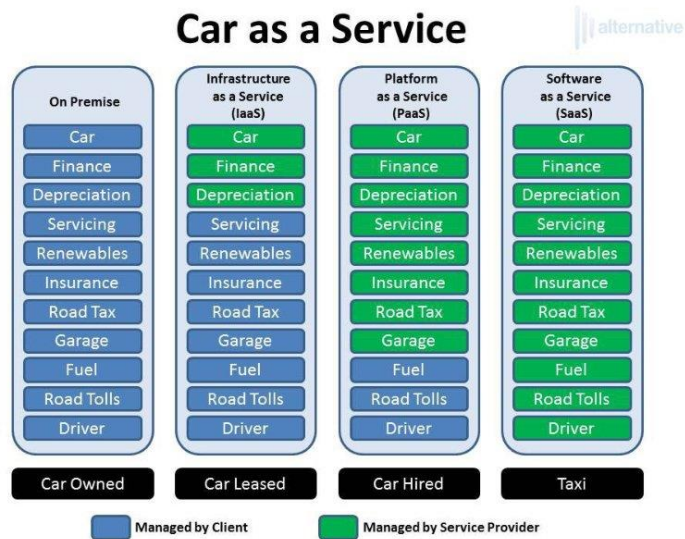 Car as a Service
alternative
On Premise
Car
Finance
Depreciation
Servicing
Renewables
Insurance
Road Tax
Garage
Fuel
Road Tolls
Driver
Car Owned
Infrastructure
as a Service
(IaaS)
Car
Finance
Depreciation
Servicing
Renewables
Insurance
Road Tax
Garage
Fuel
Road Tolls
Driver
Car Leased
Platform
as a Service
(PaaS)
Car
Finance
Depreciation
Servicing
Renewables
Insurance
Road Tax
Garage
Fuel
Road Tolls
Driver
Car Hired
Software
as a Service
(SaaS)
Car
Finance
Depreciation
Servicing
Renewables
Insurance
Road Tax
Garage
Fuel
Road Tolls
Driver
Taxi
Managed by Client
Managed by Service Provider